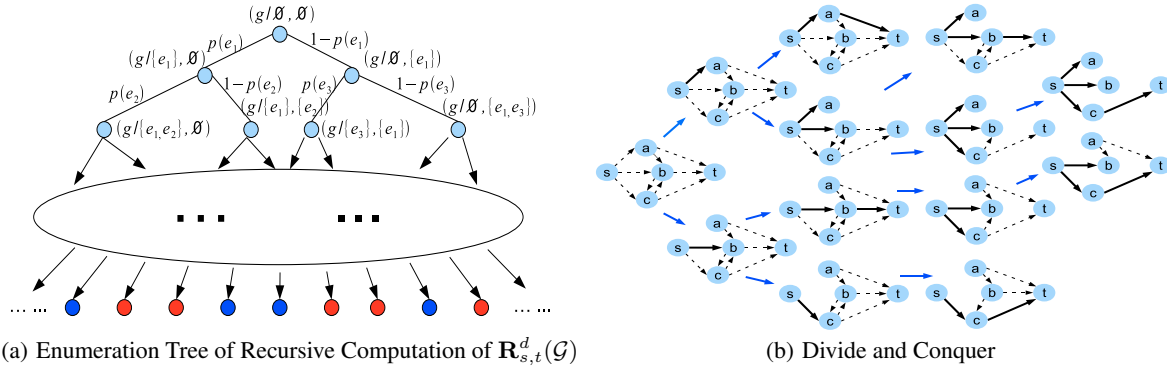 (g/∅, ∅)
p(e₁)
1−p(e₁)
(g/{e₁}, ∅)
(g/∅, {e₁})
p(e₂)
1−p(e₂)
p(e₃)
1−p(e₃)
(g/{e₁, e₂}, ∅)
(g/{e₁}, {e₂})
(g/{e₃}, {e₁})
(g/∅, {e₁, e₃})
... ...
... ...
... ...
(a) Enumeration Tree of Recursive Computation of R^d_{s,t}(G)
s a b c t
s a b c t
s a b c t
s a b c t
s a b c t
s a b c t
s a b c t
s a b c t
s a b c t
s a b c t
s a b c t
s a b c t
s a b c t
(b) Divide and Conquer